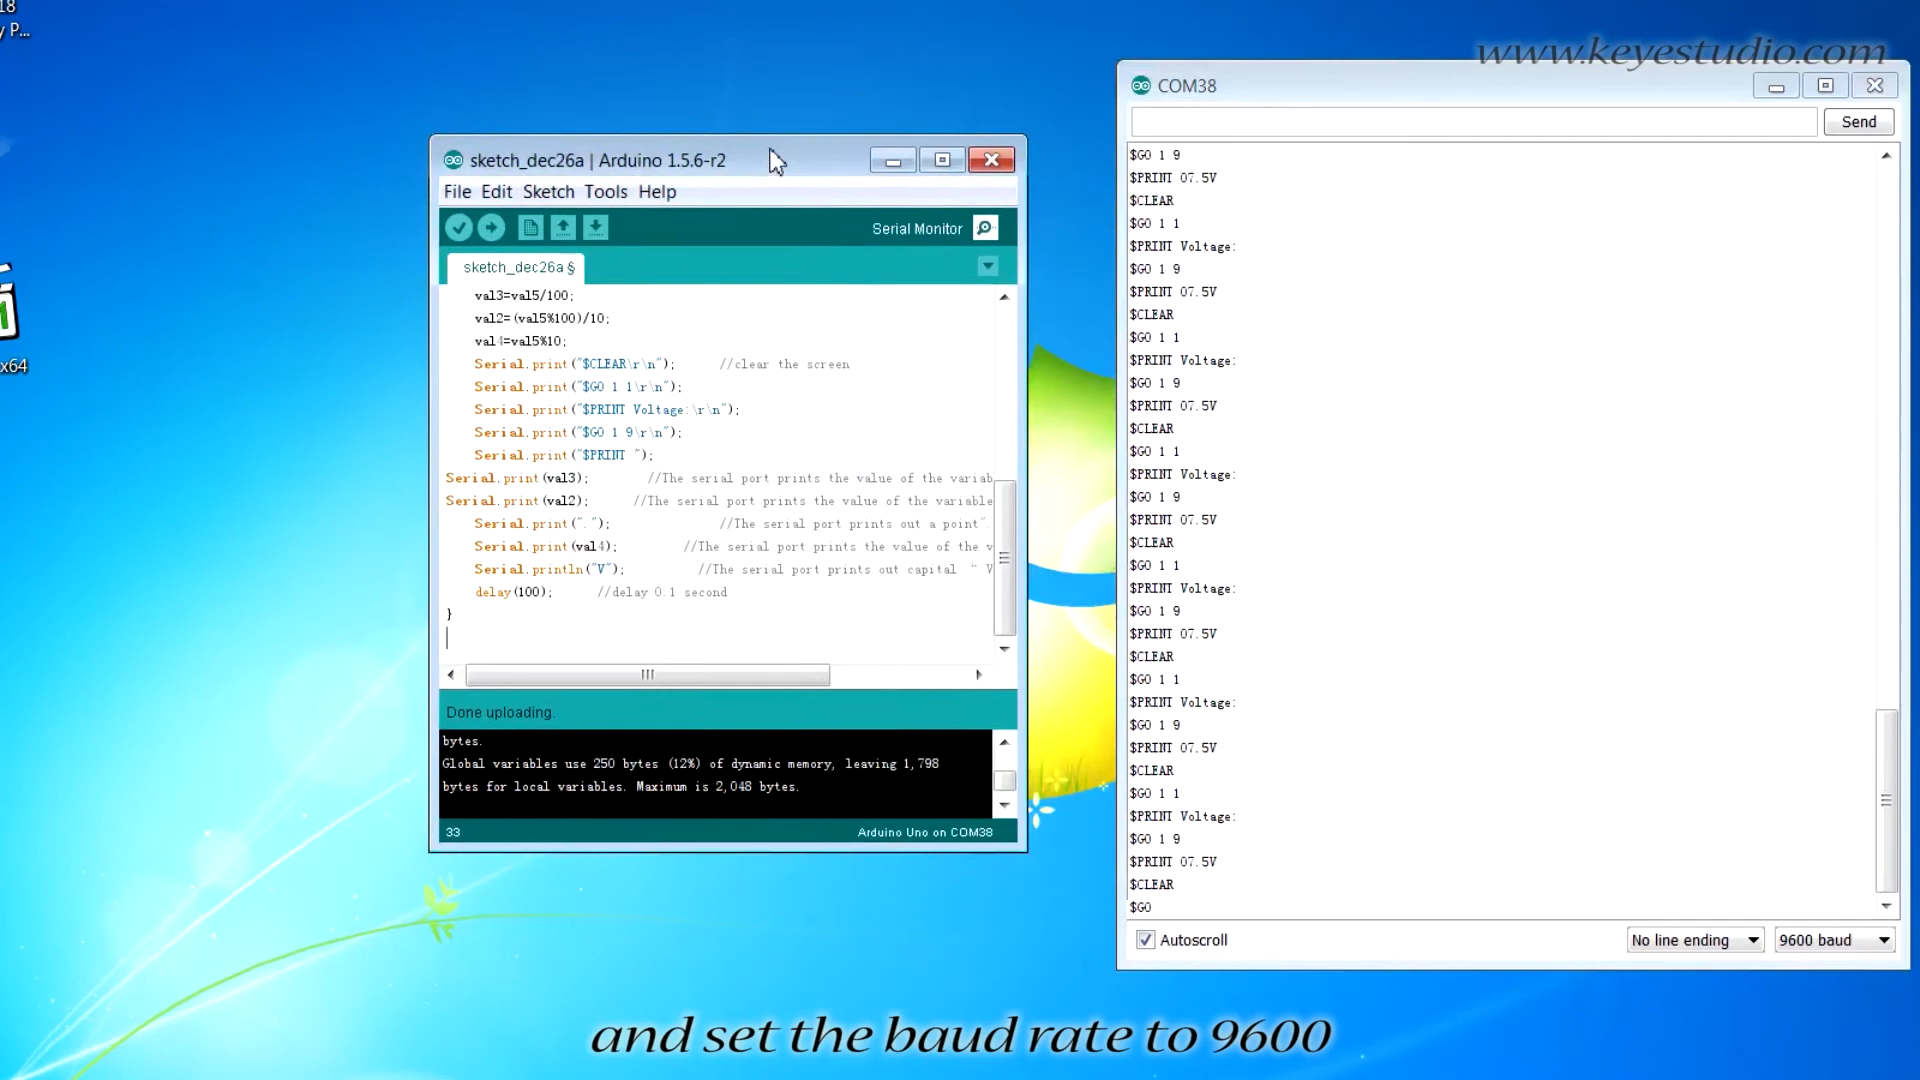 18
y P...
x64
www.keyestudio.com
sketch_dec26a | Arduino 1.5.6-r2
File Edit Sketch Tools Help
Serial Monitor
sketch_dec26a §
val3=val5/100;
val2=(val5%100)/10;
val4=val5%10;
Serial.print("$CLEAR\r\n"); //clear the screen
Serial.print("$GO 1 1\r\n");
Serial.print("$PRINT Voltage:\r\n");
Serial.print("$GO 1 9\r\n");
Serial.print("$PRINT ");
Serial.print(val3); //The serial port prints the value of the variab
Serial.print(val2); //The serial port prints the value of the variable
Serial.print("."); //The serial port prints out a point".
Serial.print(val4); //The serial port prints the value of the v
Serial.println("V"); //The serial port prints out capital " V
delay(100); //delay 0.1 second
}
Done uploading.
bytes.
Global variables use 250 bytes (12%) of dynamic memory, leaving 1,798
bytes for local variables. Maximum is 2,048 bytes.
33
Arduino Uno on COM38
COM38
Send
$GO 1 9
$PRINT 07.5V
$CLEAR
$GO 1 1
$PRINT Voltage:
$GO 1 9
$PRINT 07.5V
$CLEAR
$GO 1 1
$PRINT Voltage:
$GO 1 9
$PRINT 07.5V
$CLEAR
$GO 1 1
$PRINT Voltage:
$GO 1 9
$PRINT 07.5V
$CLEAR
$GO 1 1
$PRINT Voltage:
$GO 1 9
$PRINT 07.5V
$CLEAR
$GO 1 1
$PRINT Voltage:
$GO 1 9
$PRINT 07.5V
$CLEAR
$GO 1 1
$PRINT Voltage:
$GO 1 9
$PRINT 07.5V
$CLEAR
$GO
Autoscroll
No line ending
9600 baud
and set the baud rate to 9600